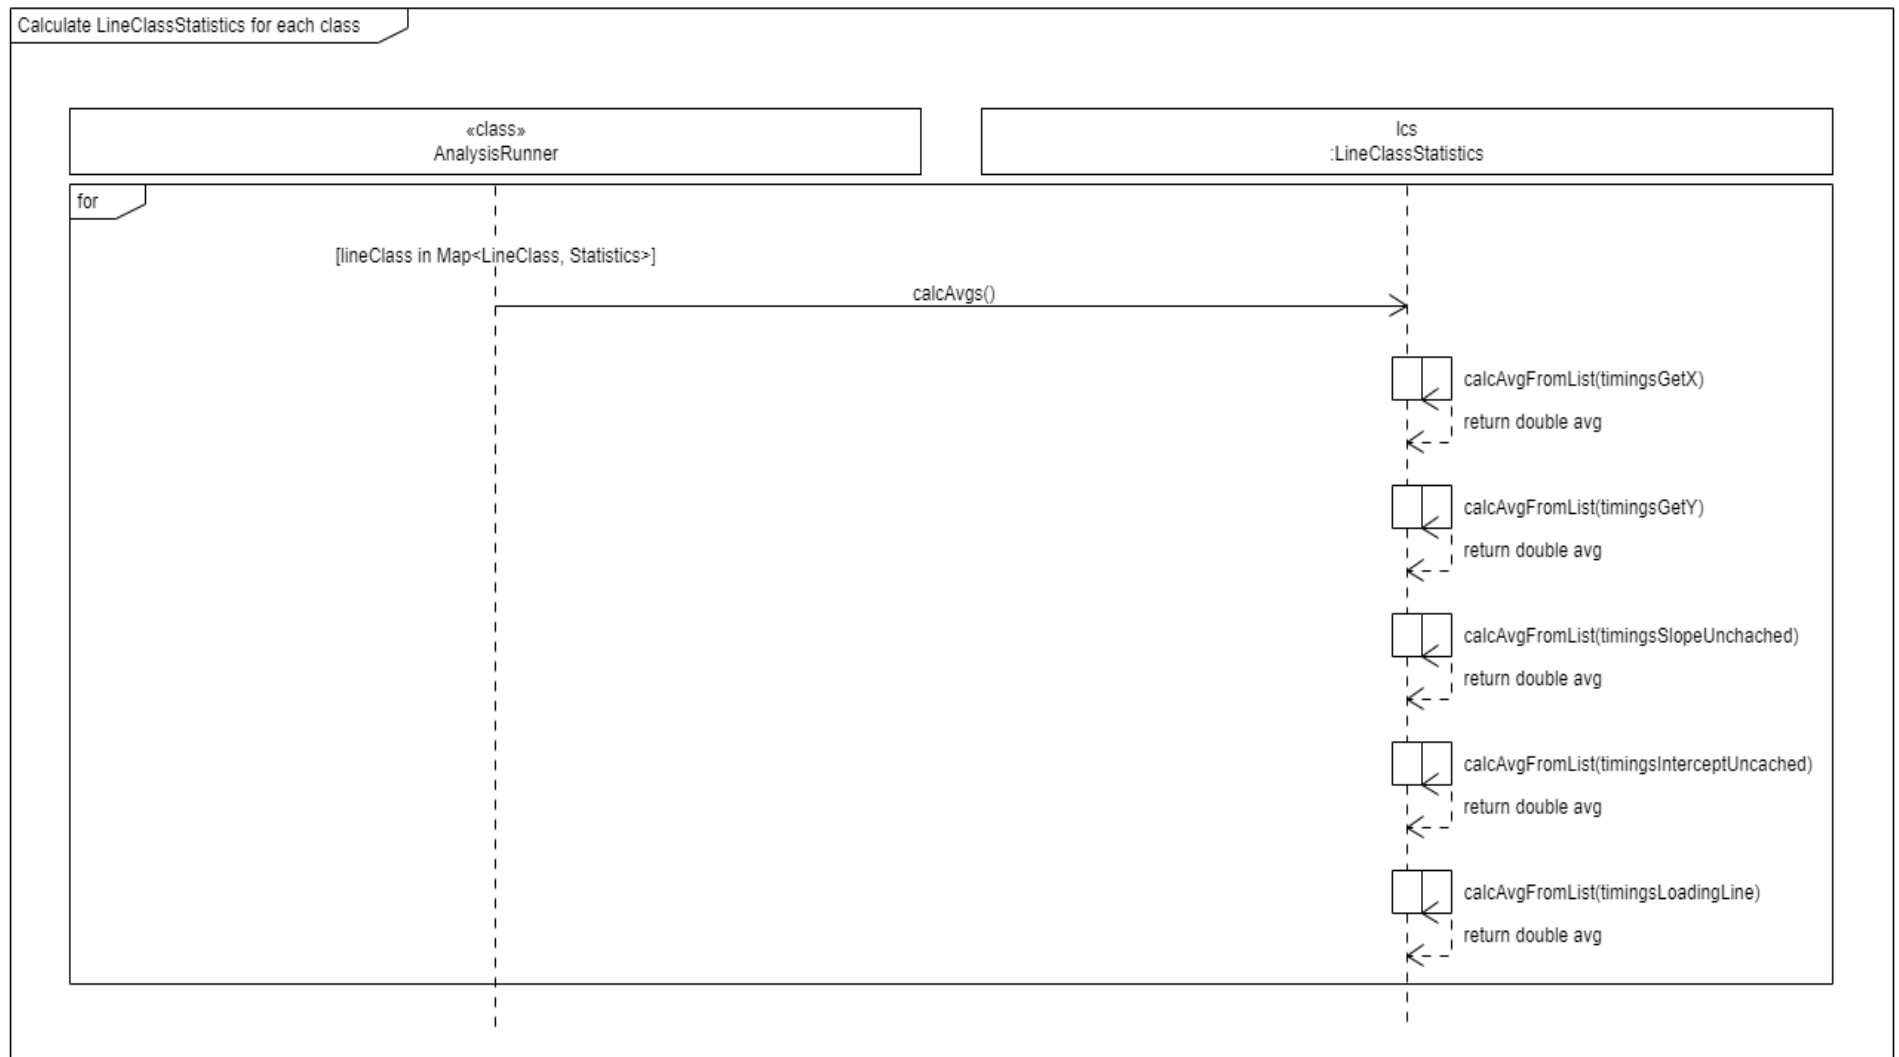 Calculate LineClassStatistics for each class
«class»
AnalysisRunner
lcs
:LineClassStatistics
for
[lineClass in Map<LineClass, Statistics>]
calcAvgs()
calcAvgFromList(timingsGetX)
return double avg
calcAvgFromList(timingsGetY)
return double avg
calcAvgFromList(timingsSlopeUnchached)
return double avg
calcAvgFromList(timingsInterceptUncached)
return double avg
calcAvgFromList(timingsLoadingLine)
return double avg